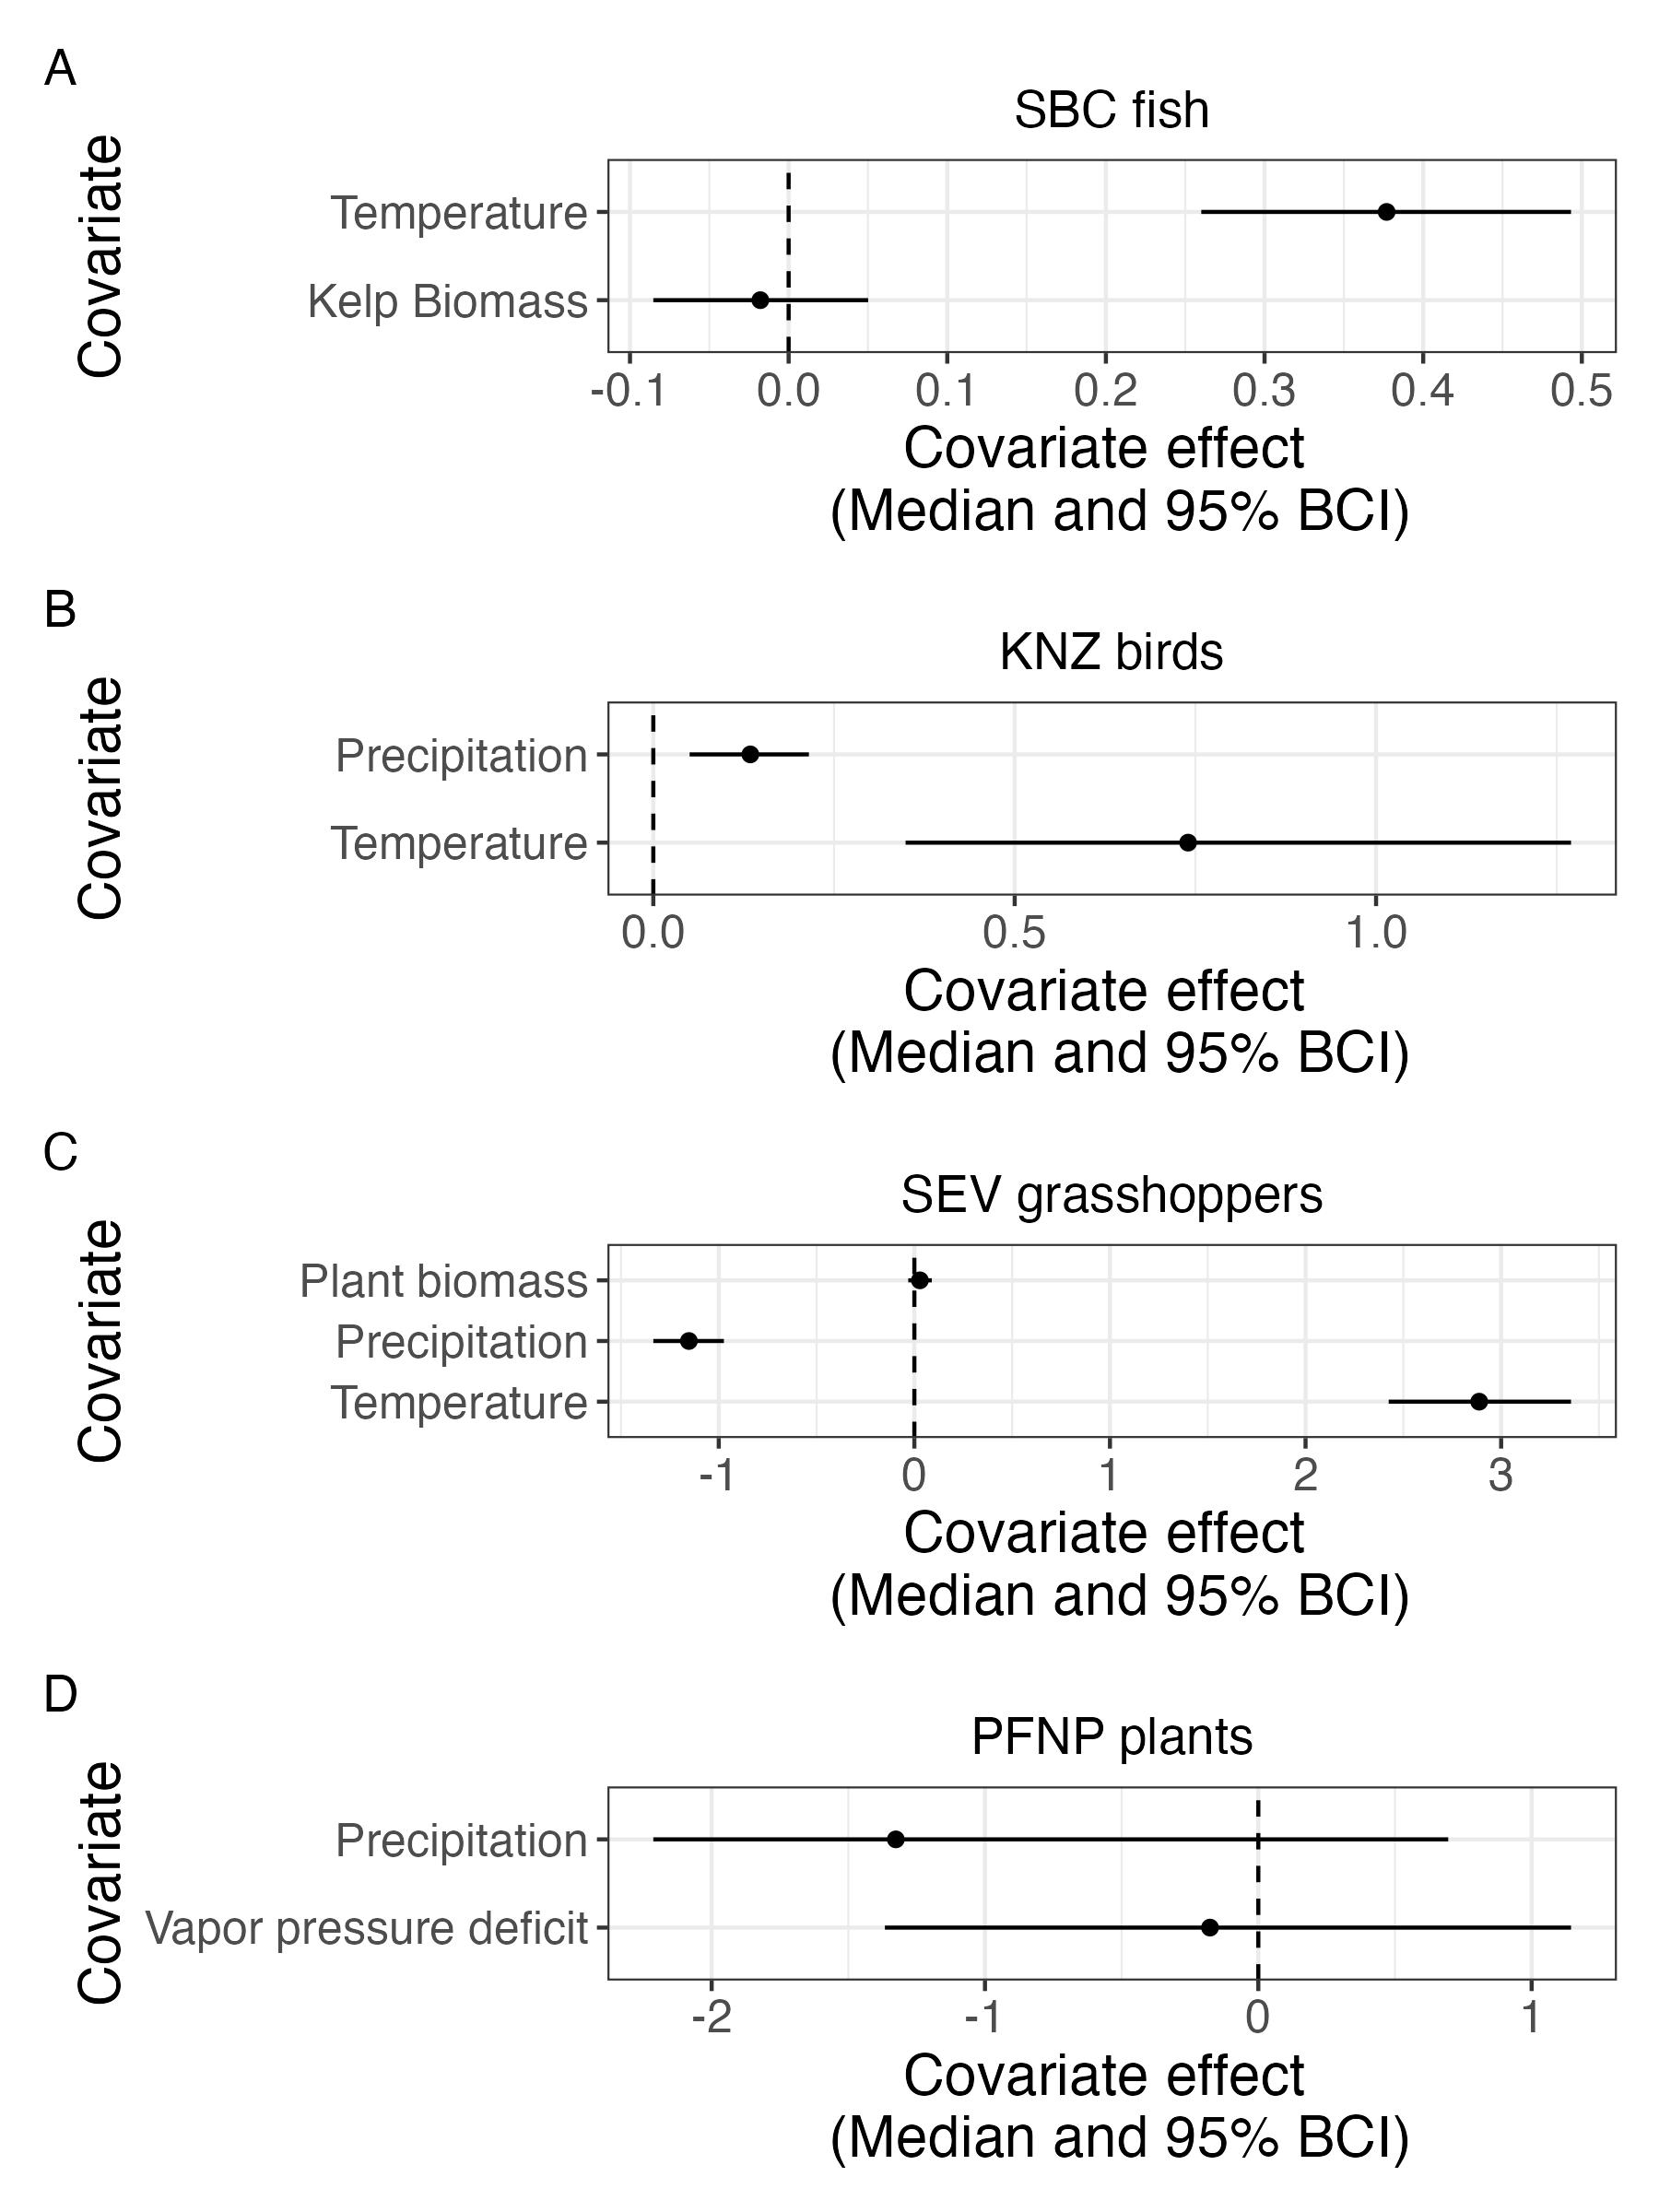 A
SBC fish
Covariate
Temperature
Kelp Biomass
-0.1 0.0 0.1 0.2 0.3 0.4 0.5
Covariate effect
(Median and 95% BCI)
B
KNZ birds
Covariate
Precipitation
Temperature
0.0 0.5 1.0
Covariate effect
(Median and 95% BCI)
C
SEV grasshoppers
Covariate
Plant biomass
Precipitation
Temperature
-1 0 1 2 3
Covariate effect
(Median and 95% BCI)
D
PFNP plants
Covariate
Precipitation
Vapor pressure deficit
-2 -1 0 1
Covariate effect
(Median and 95% BCI)